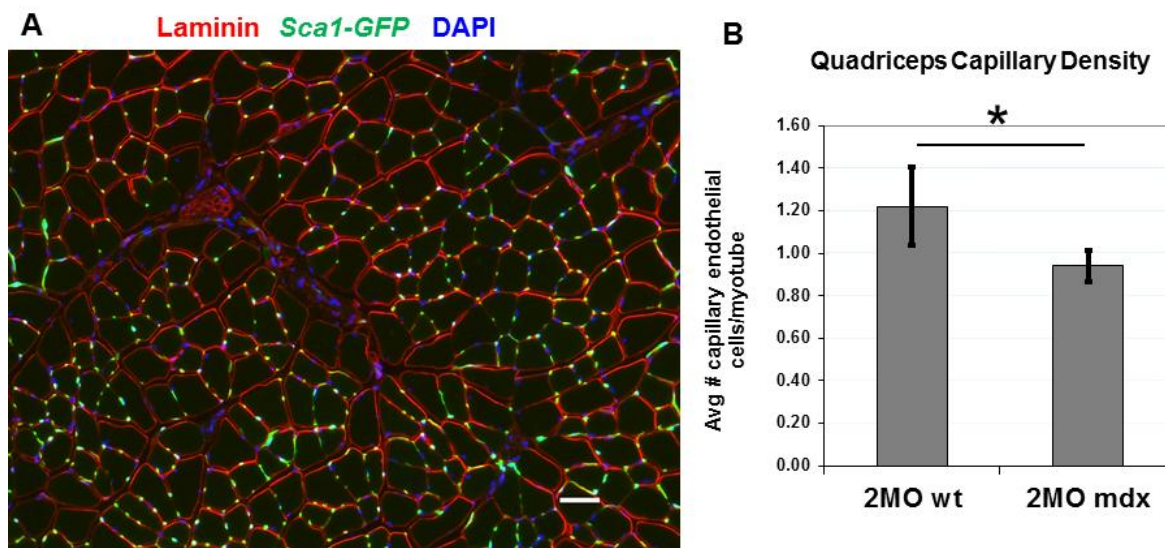 A
Laminin Sca1-GFP DAPI
B
Quadriceps Capillary Density
*
Avg # capillary endothelial
cells/myotube
1.60
1.40
1.20
1.00
0.80
0.60
0.40
0.20
0.00
2MO wt
2MO mdx